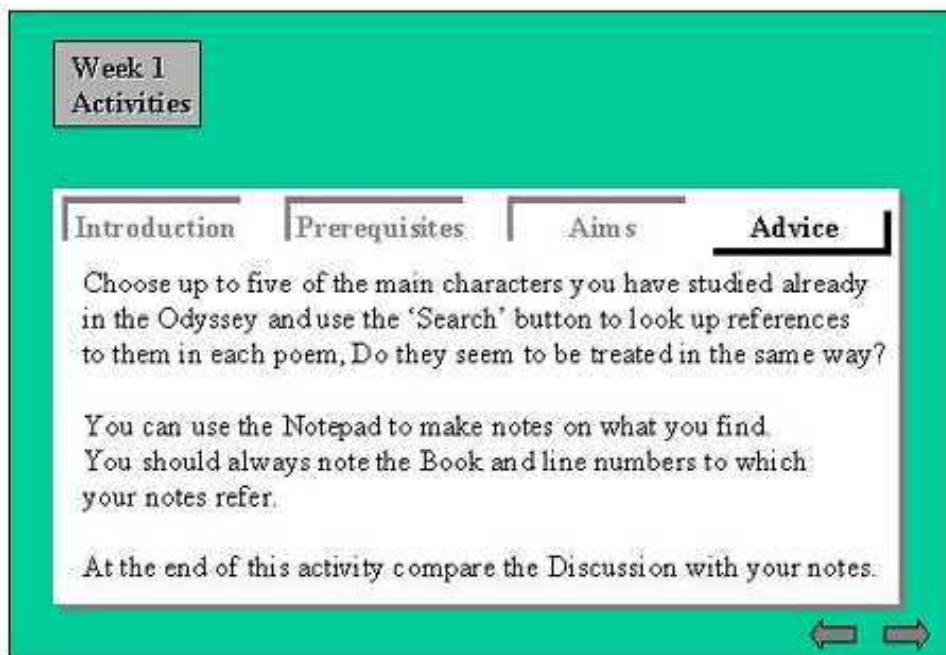 Week 1
Activities
Introduction Prerequisites Aims Advice
Choose up to five of the main characters you have studied already
in the Odyssey and use the ‘Search’ button to look up references
to them in each poem, Do they seem to be treated in the same way?
You can use the Notepad to make notes on what you find.
You should always note the Book and line numbers to which
your notes refer.
At the end of this activity compare the Discussion with your notes.